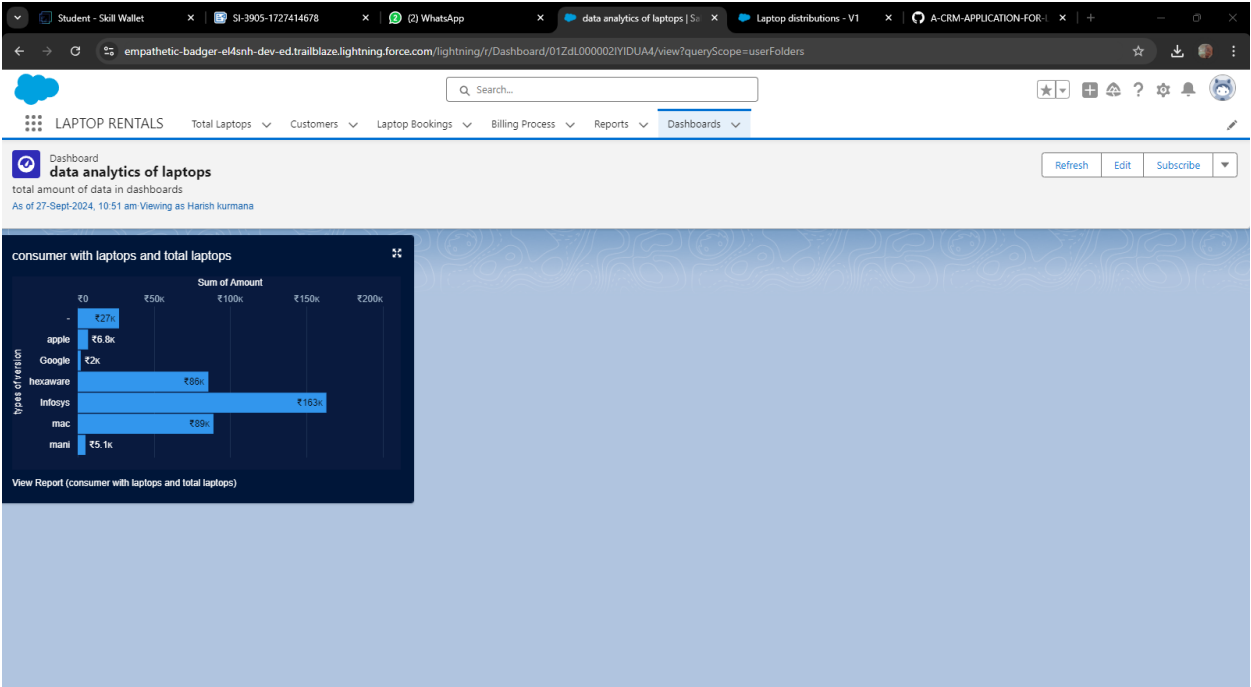 Student - Skill Wallet
SI-3905-1727414678
(2) WhatsApp
data analytics of laptops | Sa
Laptop distributions - V1
A-CRM-APPLICATION-FOR-L
empathetic-badger-el4snh-dev-ed.trailblaze.lightning.force.com/lightning/r/Dashboard/01ZdL000002IYIDUA4/view?queryScope=userFolders
Search...
LAPTOP RENTALS Total Laptops Customers Laptop Bookings Billing Process Reports Dashboards
Dashboard
data analytics of laptops
total amount of data in dashboards
As of 27-Sept-2024, 10:51 am·Viewing as Harish kurmana
Refresh Edit Subscribe
consumer with laptops and total laptops
Sum of Amount
₹0 ₹50K ₹100K ₹150K ₹200K
types of version
- ₹27K
apple ₹6.8K
Google ₹2K
hexaware ₹86K
Infosys ₹163K
mac ₹89K
mani ₹5.1K
View Report (consumer with laptops and total laptops)